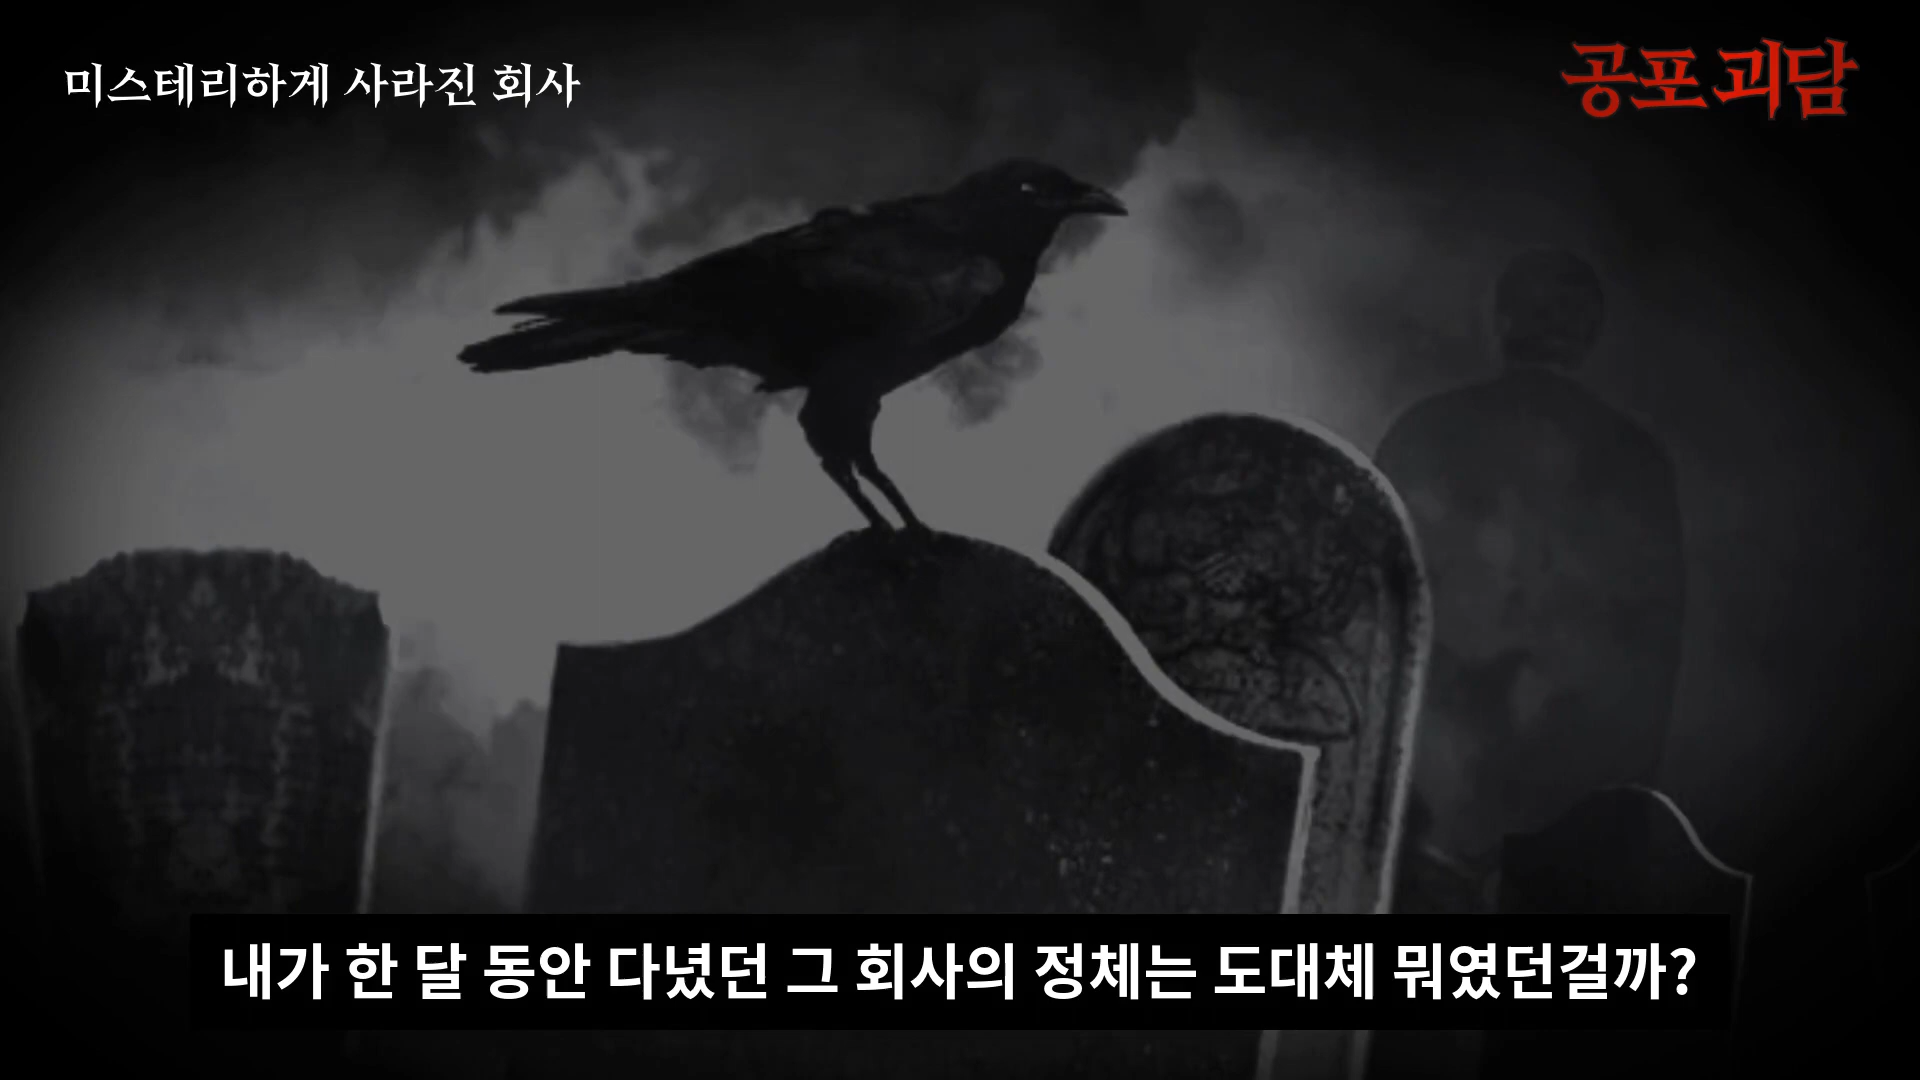 미스테리하게 사라진 회사
공포괴담
내가 한 달 동안 다녔던 그 회사의 정체는 도대체 뭐였던걸까?